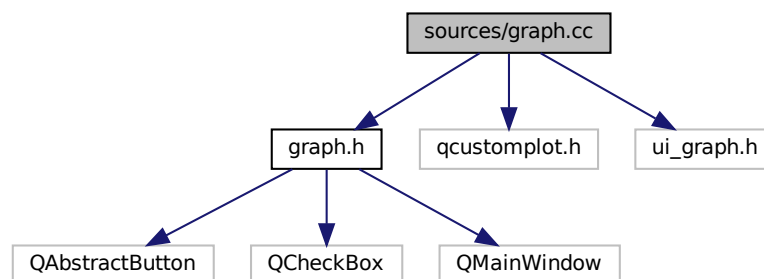 sources/graph.cc
graph.h
qcustomplot.h
ui_graph.h
QAbstractButton
QCheckBox
QMainWindow